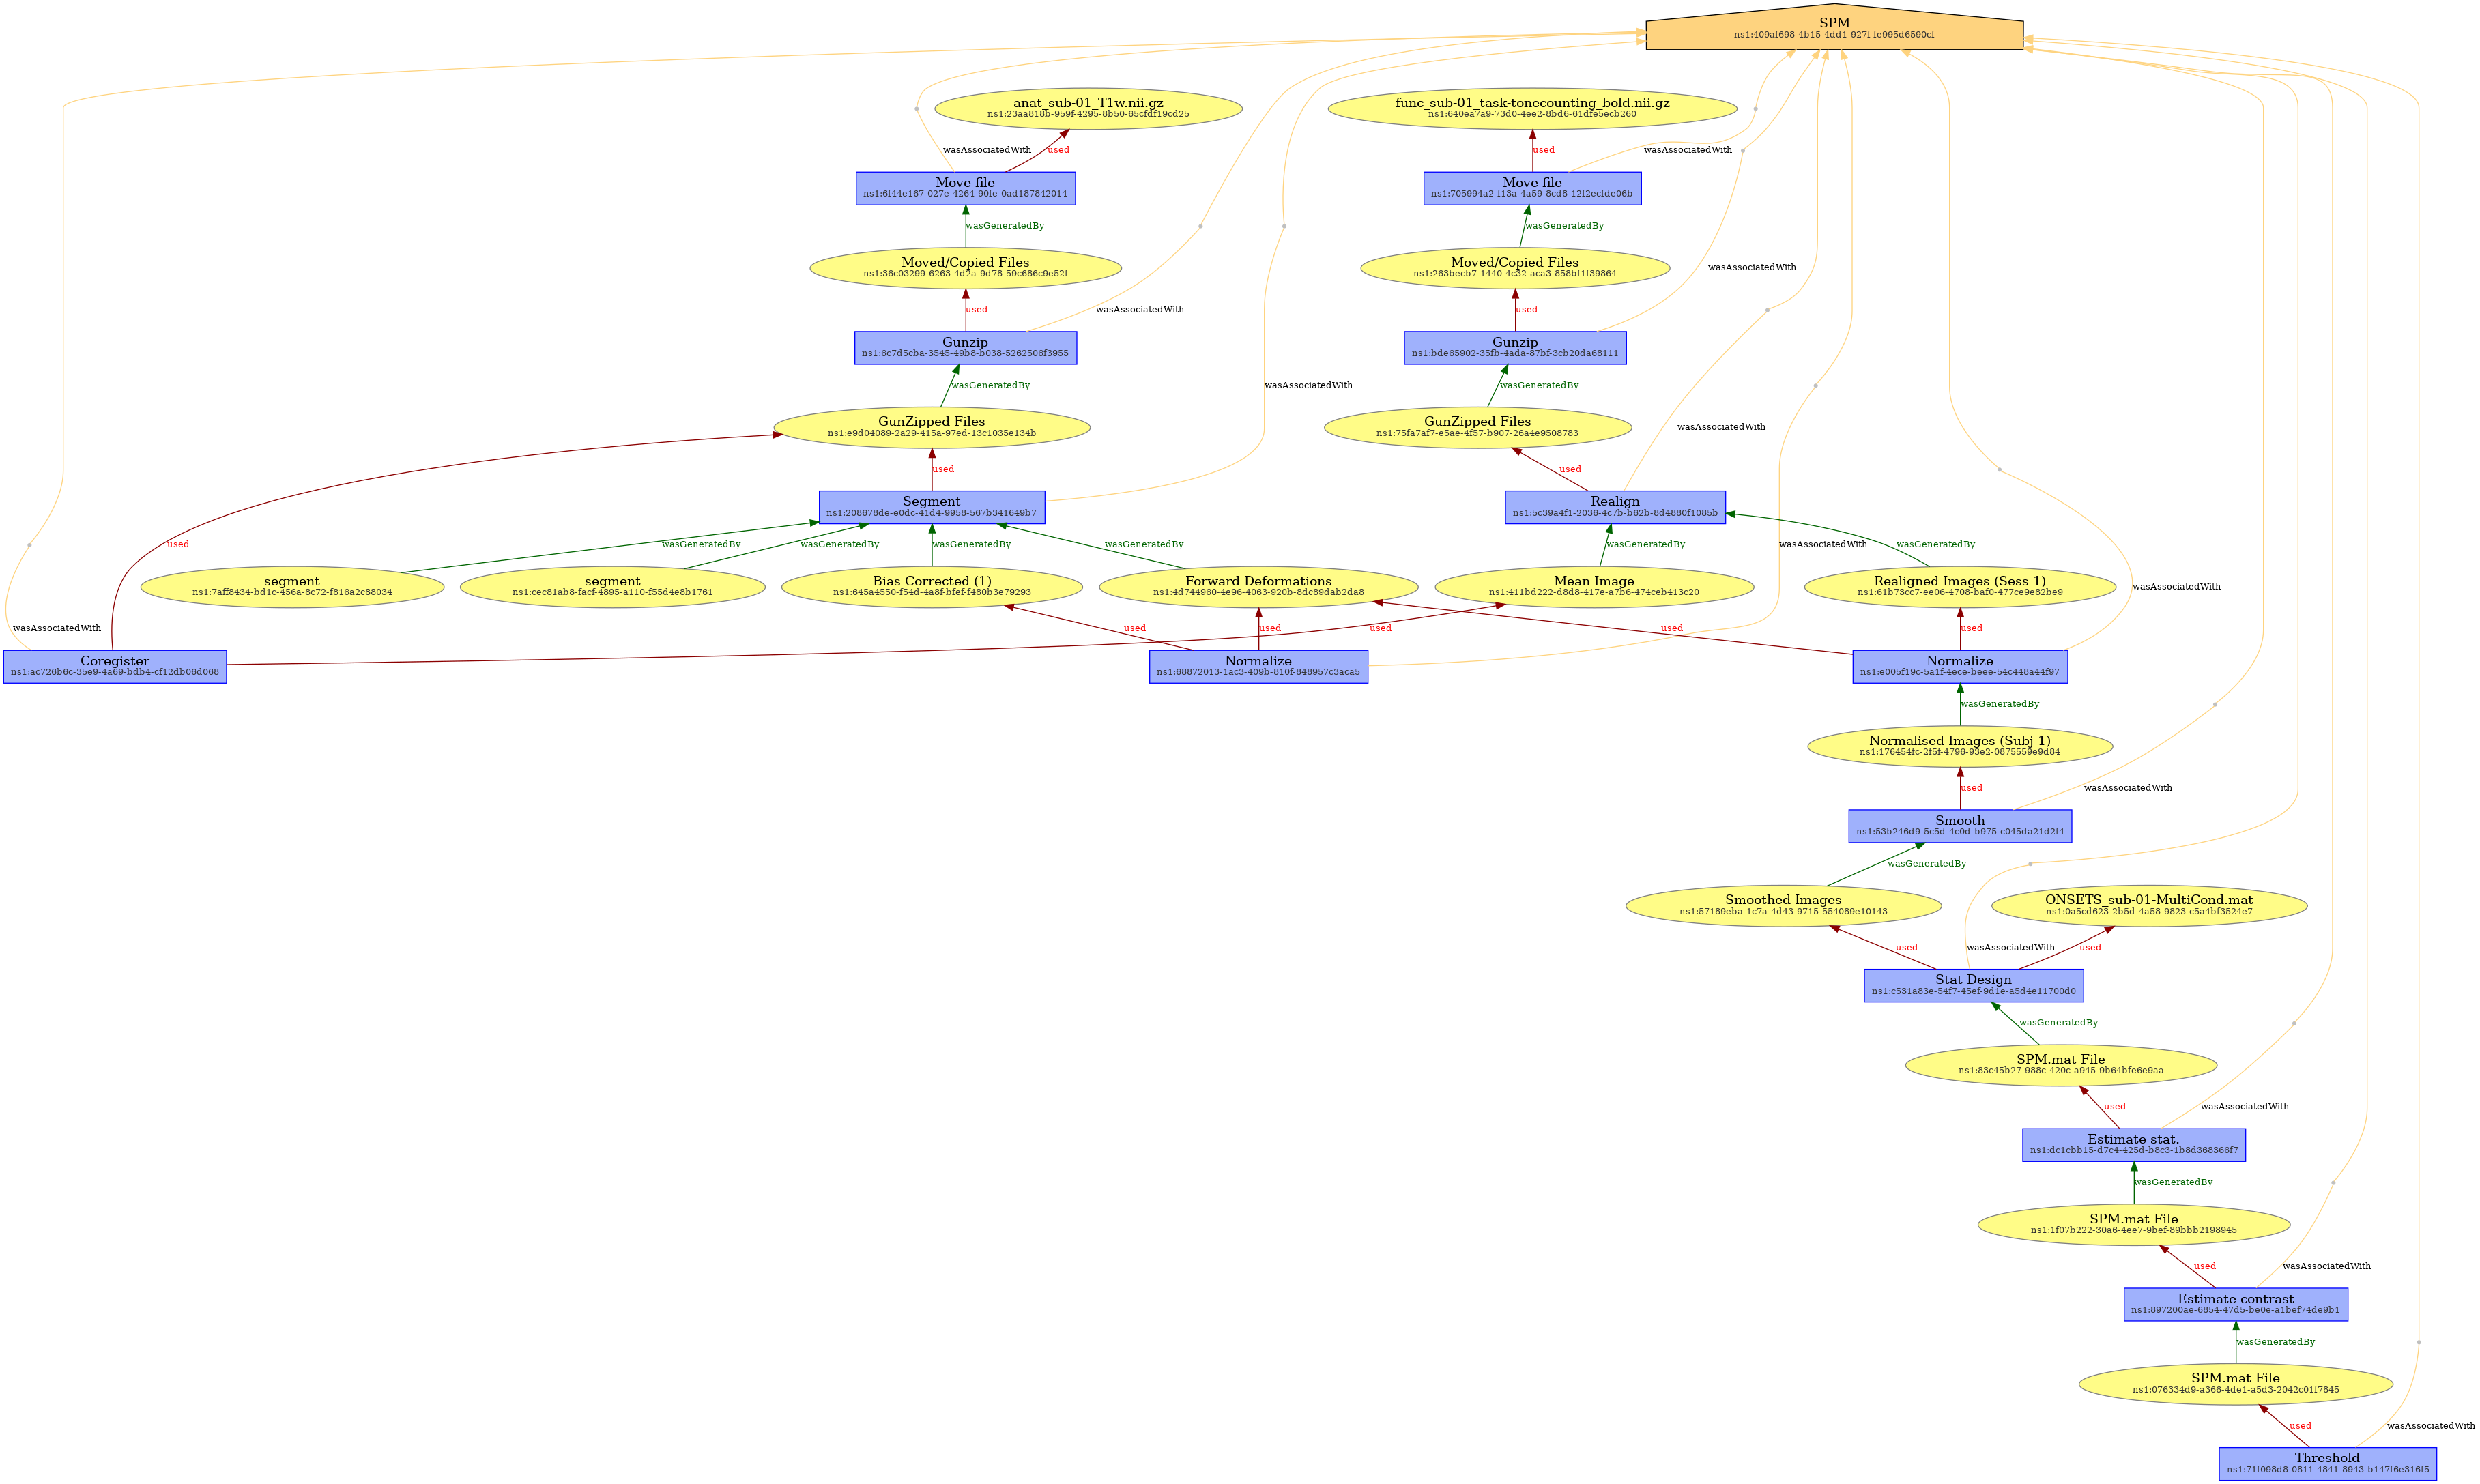 SPM
ns1:409af698-4b15-4dd1-927f-fe995d6590cf
anat_sub-01_T1w.nii.gz
ns1:23aa818b-959f-4295-8b50-65cfdf19cd25
func_sub-01_task-tonecounting_bold.nii.gz
ns1:640ea7a9-73d0-4ee2-8bd6-61dfe5ecb260
wasAssociatedWith
used
used
wasAssociatedWith
Move file
ns1:6f44e167-027e-4264-90fe-0ad187842014
Move file
ns1:705994a2-f13a-4a59-8cd8-12f2ecfde06b
wasGeneratedBy
wasGeneratedBy
Moved/Copied Files
ns1:36c03299-6263-4d2a-9d78-59c686c9e52f
Moved/Copied Files
ns1:263becb7-1440-4c32-aca3-858bf1f39864
wasAssociatedWith
used
wasAssociatedWith
used
Gunzip
ns1:6c7d5cba-3545-49b8-b038-5262506f3955
Gunzip
ns1:bde65902-35fb-4ada-87bf-3cb20da68111
wasGeneratedBy
wasAssociatedWith
wasGeneratedBy
GunZipped Files
ns1:e9d04089-2a29-415a-97ed-13c1035e134b
GunZipped Files
ns1:75fa7af7-e5ae-4f57-b907-26a4e9508783
wasAssociatedWith
used
used
Segment
ns1:208678de-e0dc-41d4-9958-567b341649b7
Realign
ns1:5c39a4f1-2036-4c7b-b62b-8d4880f1085b
used
wasGeneratedBy
wasGeneratedBy
wasGeneratedBy
wasGeneratedBy
wasGeneratedBy
wasAssociatedWith
wasGeneratedBy
segment
ns1:7aff8434-bd1c-456a-8c72-f816a2c88034
segment
ns1:cec81ab8-facf-4895-a110-f55d4e8b1761
Bias Corrected (1)
ns1:645a4550-f54d-4a8f-bfef-f480b3e79293
Forward Deformations
ns1:4d744960-4e96-4063-920b-8dc89dab2da8
Mean Image
ns1:411bd222-d8d8-417e-a7b6-474ceb413c20
Realigned Images (Sess 1)
ns1:61b73cc7-ee06-4708-baf0-477ce9e82be9
wasAssociatedWith
wasAssociatedWith
used
used
used
used
used
Coregister
ns1:ac726b6c-35e9-4a69-bdb4-cf12db06d068
Normalize
ns1:68872013-1ac3-409b-810f-848957c3aca5
Normalize
ns1:e005f19c-5a1f-4ece-beee-54c448a44f97
wasGeneratedBy
Normalised Images (Subj 1)
ns1:176454fc-2f5f-4796-93e2-0875559e9d84
used
wasAssociatedWith
Smooth
ns1:53b246d9-5c5d-4c0d-b975-c045da21d2f4
wasGeneratedBy
Smoothed Images
ns1:57189eba-1c7a-4d43-9715-554089e10143
ONSETS_sub-01-MultiCond.mat
ns1:0a5cd623-2b5d-4a58-9823-c5a4bf3524e7
used
wasAssociatedWith
used
Stat Design
ns1:c531a83e-54f7-45ef-9d1e-a5d4e11700d0
wasGeneratedBy
SPM.mat File
ns1:83c45b27-988c-420c-a945-9b64bfe6e9aa
used
wasAssociatedWith
Estimate stat.
ns1:dc1cbb15-d7c4-425d-b8c3-1b8d368366f7
wasGeneratedBy
SPM.mat File
ns1:1f07b222-30a6-4ee7-9bef-89bbb2198945
used
wasAssociatedWith
Estimate contrast
ns1:897200ae-6854-47d5-be0e-a1bef74de9b1
wasGeneratedBy
SPM.mat File
ns1:076334d9-a366-4de1-a5d3-2042c01f7845
used
wasAssociatedWith
Threshold
ns1:71f098d8-0811-4841-8943-b147f6e316f5